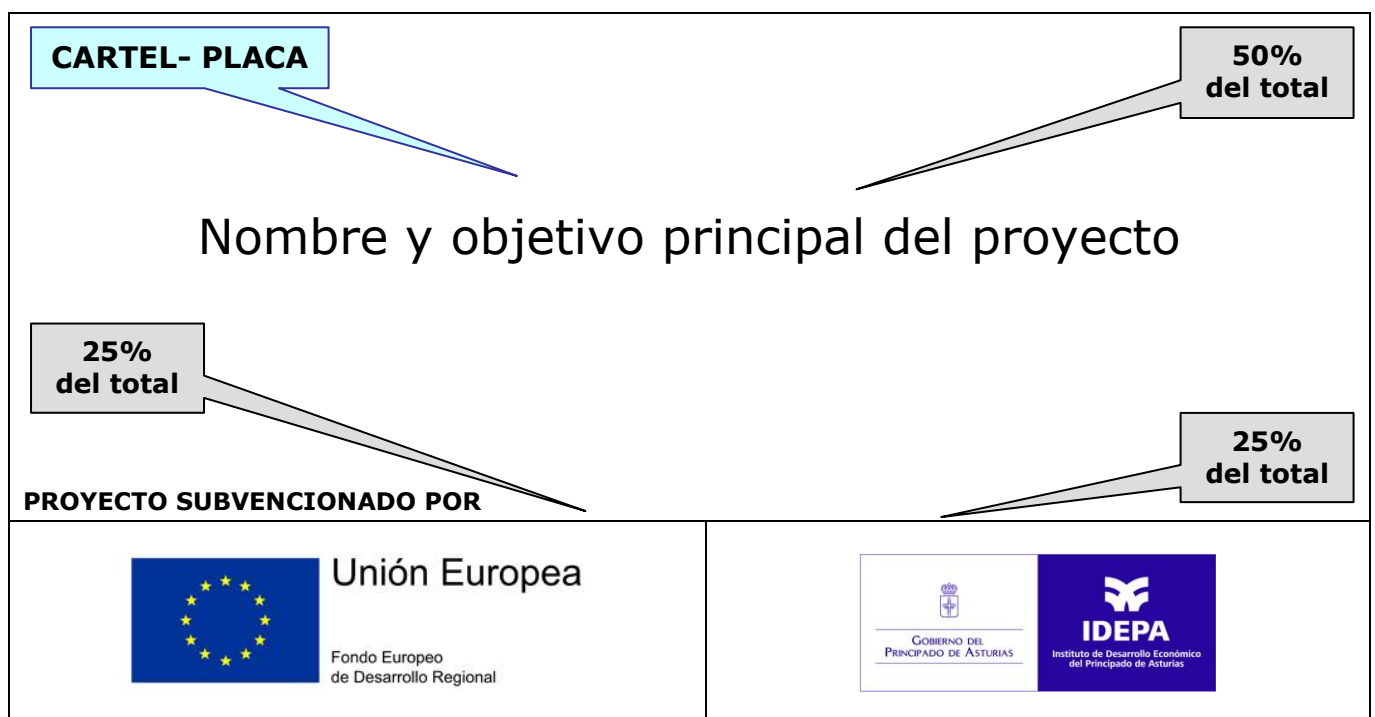 CARTEL- PLACA
50%
del total
Nombre y objetivo principal del proyecto
25%
del total
25%
del total
PROYECTO SUBVENCIONADO POR
Unión Europea
Fondo Europeo
de Desarrollo Regional
GOBIERNO DEL
PRINCIPADO DE ASTURIAS
IDEPA
Instituto de Desarrollo Económico
del Principado de Asturias